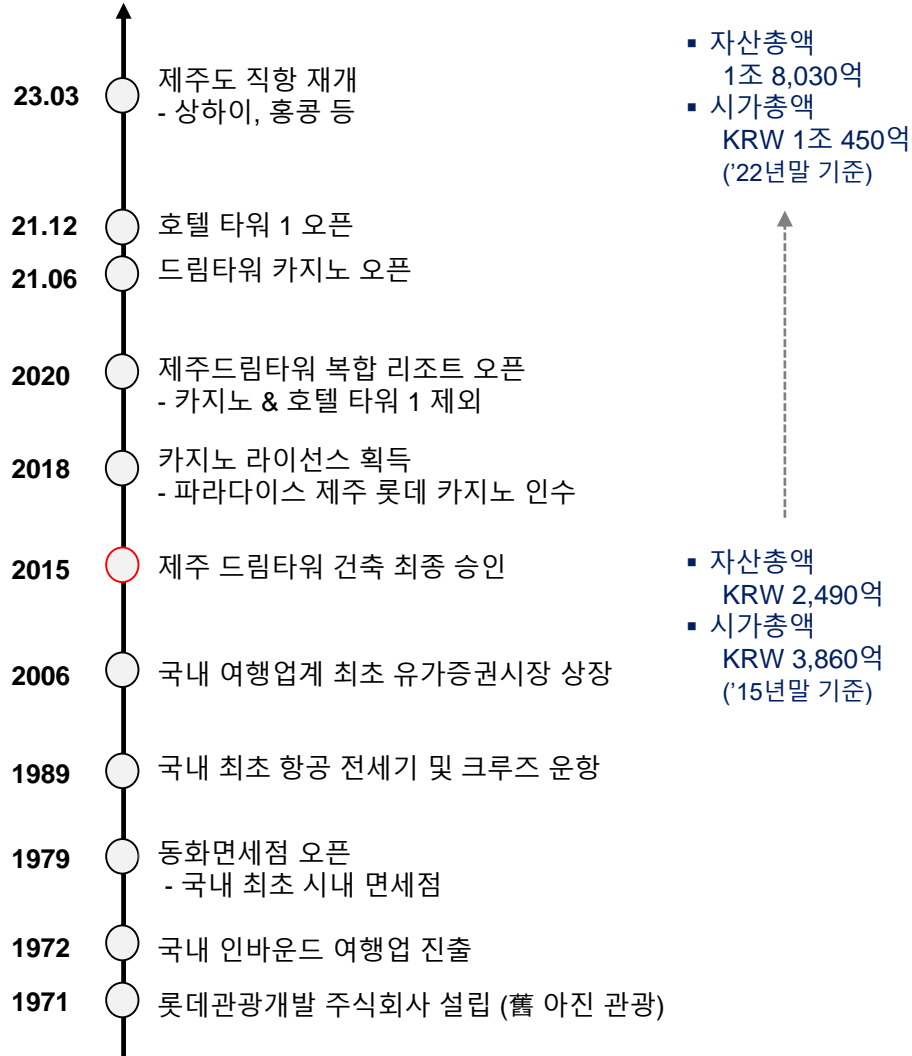 23.03
제주도 직항 재개
- 상하이, 홍콩 등
21.12
호텔 타워 1 오픈
21.06
드림타워 카지노 오픈
2020
제주드림타워 복합 리조트 오픈
- 카지노 & 호텔 타워 1 제외
2018
카지노 라이선스 획득
- 파라다이스 제주 롯데 카지노 인수
2015
제주 드림타워 건축 최종 승인
2006
국내 여행업계 최초 유가증권시장 상장
1989
국내 최초 항공 전세기 및 크루즈 운항
1979
동화면세점 오픈
- 국내 최초 시내 면세점
1972
국내 인바운드 여행업 진출
1971
롯데관광개발 주식회사 설립 (舊 아진 관광)
▪ 자산총액
1조 8,030억
▪ 시가총액
KRW 1조 450억
(’22년말 기준)
▪ 자산총액
KRW 2,490억
▪ 시가총액
KRW 3,860억
(’15년말 기준)